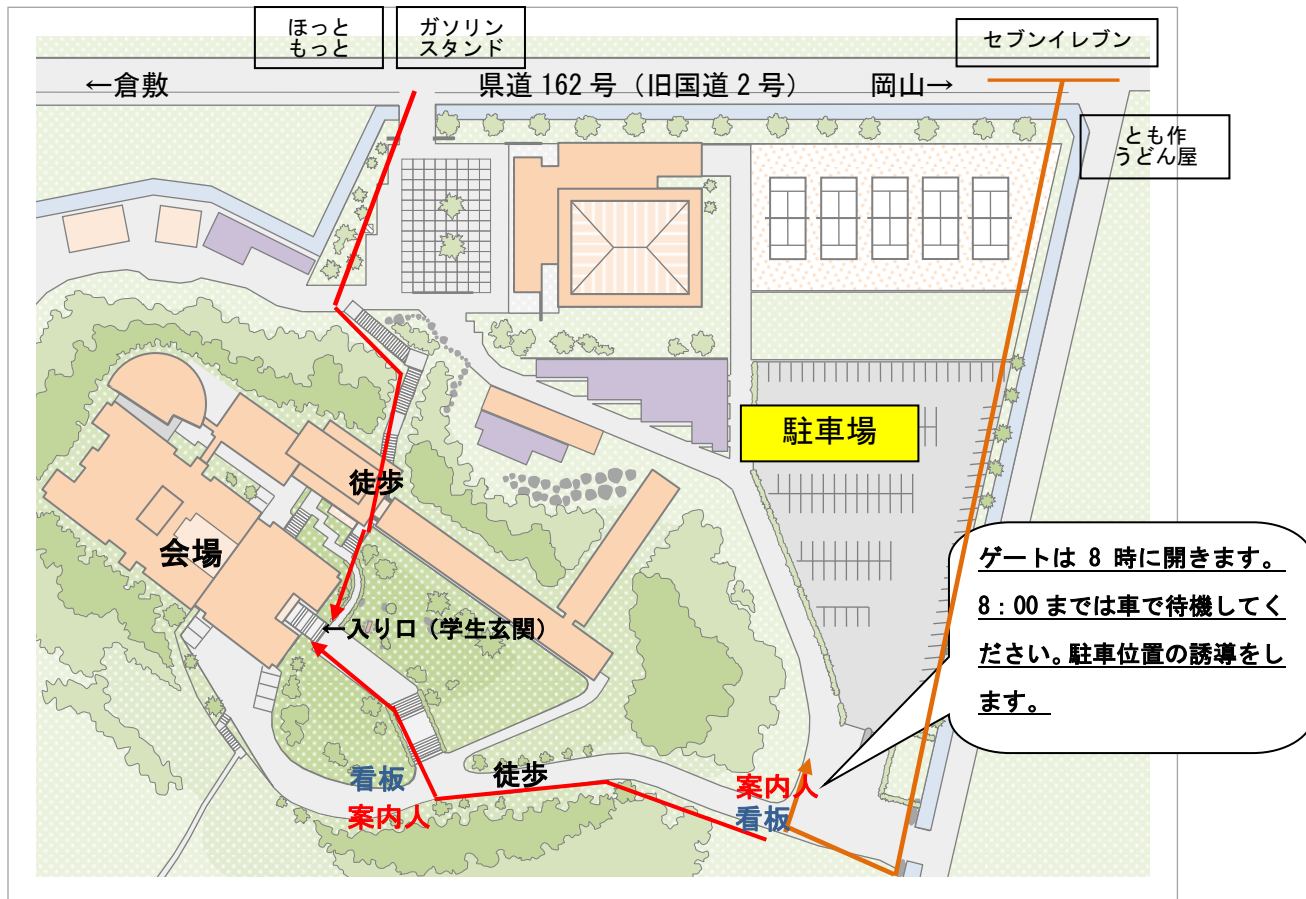 ほっと
もっと
ガソリン
スタンド
セブンイレブン
←倉敷
県道 162 号（旧国道 2 号）
岡山→
とも作
うどん屋
駐車場
徒歩
会場
ゲートは 8 時に開きます。
8：00 までは車で待機してく
ださい。駐車位置の誘導をし
ます。
←入り口（学生玄関）
看板
案内人
徒歩
案内人
看板